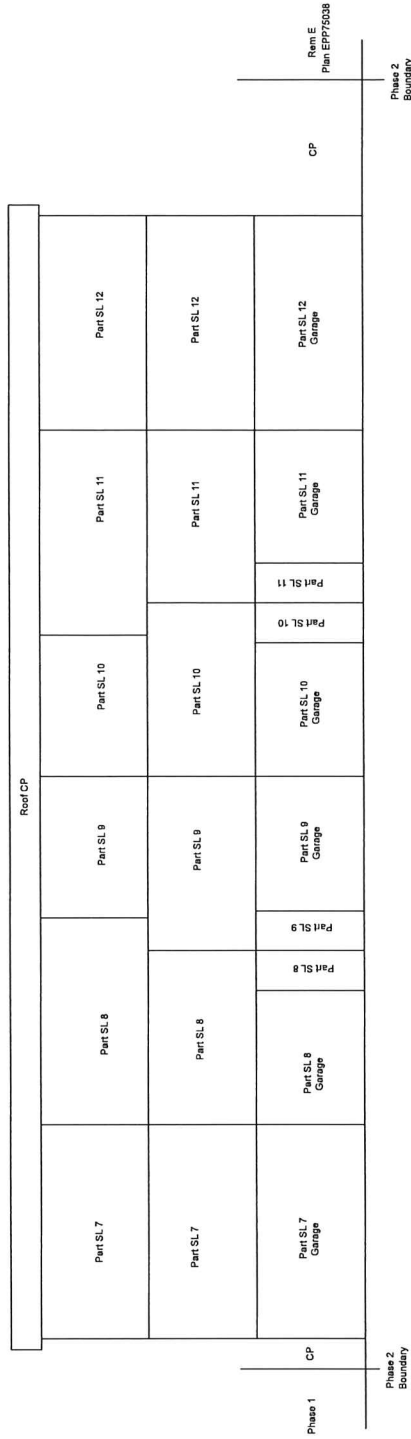 Roof CP
Part SL 7
Part SL 8
Part SL 9
Part SL 10
Part SL 11
Part SL 12
Part SL 7
Part SL 8
Part SL 9
Part SL 10
Part SL 11
Part SL 12
Phase 1
CP
Part SL 7
Garage
Part SL 8
Garage
Part SL 8
Part SL 9
Part SL 9
Garage
Part SL 10
Garage
Part SL 10
Part SL 11
Part SL 11
Garage
Part SL 12
Garage
CP
Rem E
Plan EPP75038
Phase 2
Boundary
Phase 2
Boundary